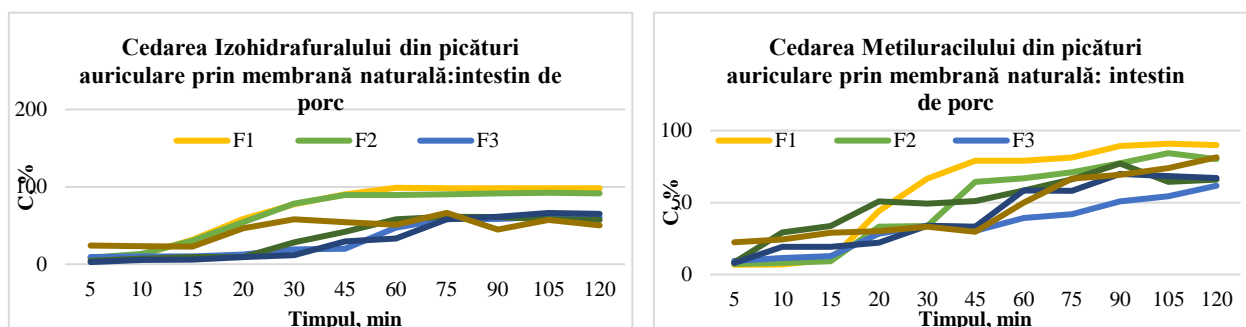 Cedarea Izohidrafuralului din picături
auriculare prin membrană naturală:intestin de
porc
200
F1 F2 F3
100
C, %
0
5 10 15 20 30 45 60 75 90 105 120
Timpul, min
Cedarea Metiluracilului din picături
auriculare prin membrană naturală: intestin
de porc
100
F1 F2 F3
50
C, %
0
5 10 15 20 30 45 60 75 90 105 120
Timpul, min